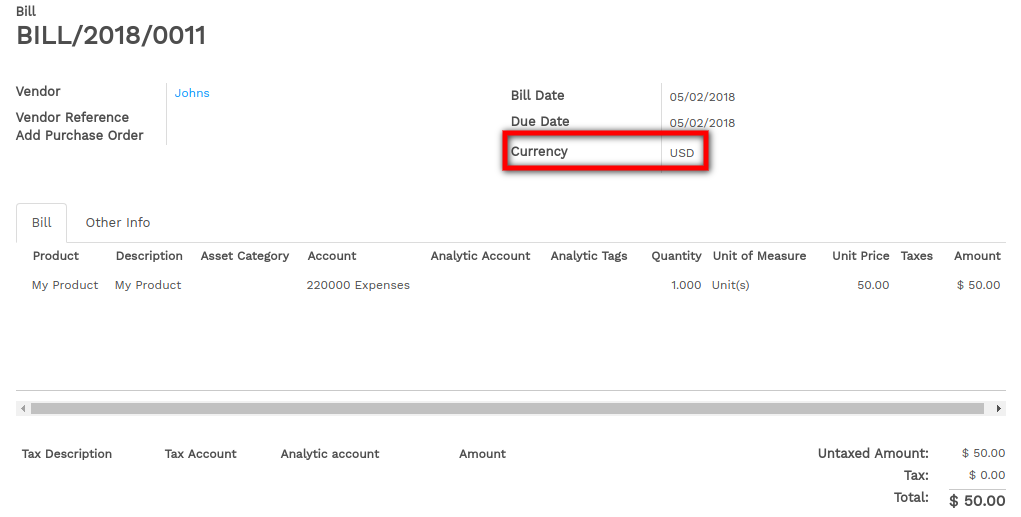 Bill
BILL/2018/0011
Vendor Johns
Vendor Reference
Add Purchase Order
Bill Date 05/02/2018
Due Date 05/02/2018
Currency USD
Bill Other Info
Product Description Asset Category Account Analytic Account Analytic Tags Quantity Unit of Measure Unit Price Taxes Amount
My Product My Product 220000 Expenses 1.000 Unit(s) 50.00 $ 50.00
Tax Description Tax Account Analytic account Amount
Untaxed Amount: $ 50.00
Tax: $ 0.00
Total: $ 50.00